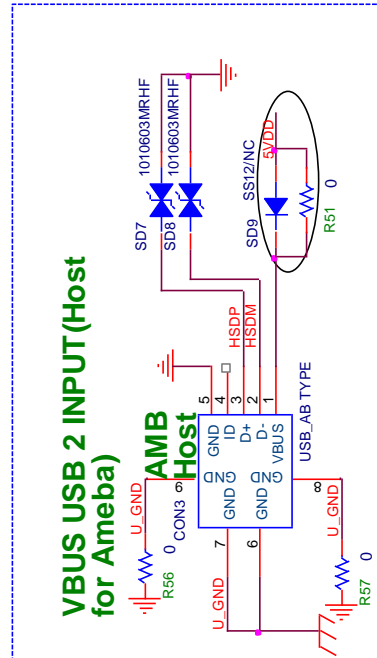 VBUS USB 2 INPUT(Host
for Ameba)
AMB
Host
1010603MRHF
1010603MRHF
SD7
SD8
5VDD
SS12/NC
SD9
R51
0
HSDP
HSDM
5
4
3
2
1
GND
ID
D+
D-
VBUS
GND
GND
GND
GND
USB_AB TYPE
CON3
6
8
7
6
U_GND
U_GND
U_GND
R56
0
R57
0